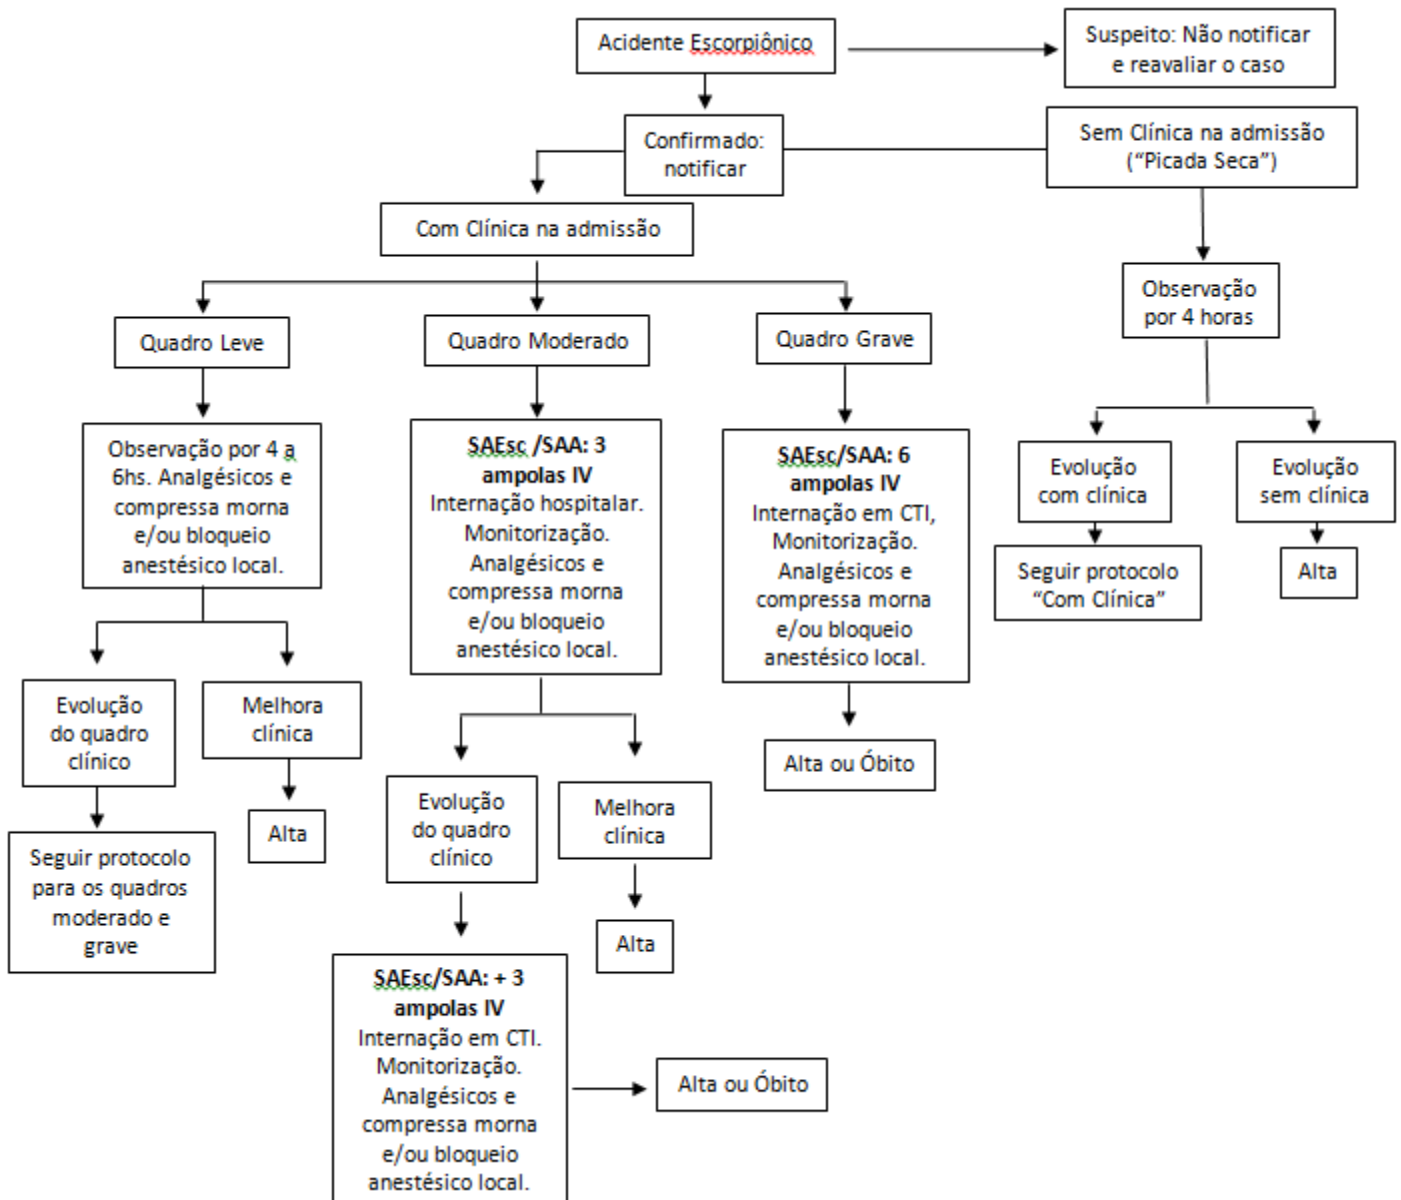 Acidente Escorpiônico
Suspeito: Não notificar
e reavaliar o caso
Confirmado:
notificar
Sem Clínica na admissão
(“Picada Seca”)
Com Clínica na admissão
Observação
por 4 horas
Quadro Leve
Quadro Moderado
Quadro Grave
Observação por 4 a
6hs. Analgésicos e
compressa morna
e/ou bloqueio
anestésico local.
SAEsc /SAA: 3
ampolas IV
Internação hospitalar.
Monitorização.
Analgésicos e
compressa morna
e/ou bloqueio
anestésico local.
SAEsc/SAA: 6
ampolas IV
Internação em CTI,
Monitorização.
Analgésicos e
compressa morna
e/ou bloqueio
anestésico local.
Evolução
com clínica
Evolução
sem clínica
Seguir protocolo
“Com Clínica”
Alta
Evolução
do quadro
clínico
Melhora
clínica
Alta
Seguir protocolo
para os quadros
moderado e
grave
Evolução
do quadro
clínico
Melhora
clínica
Alta
Alta ou Óbito
SAEsc/SAA: + 3
ampolas IV
Internação em CTI.
Monitorização.
Analgésicos e
compressa morna
e/ou bloqueio
anestésico local.
Alta ou Óbito